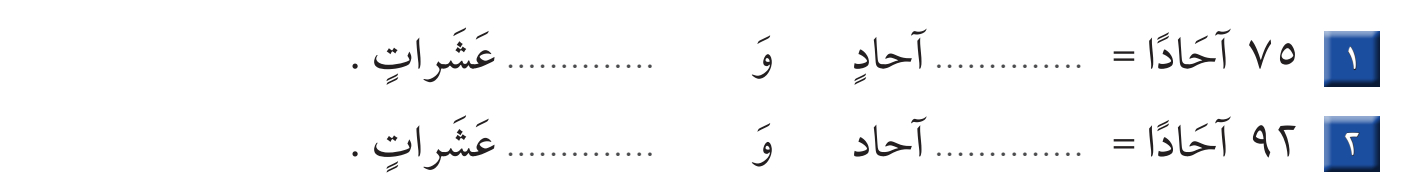 ١ ٧٥ آحَادًا = .............. آحادٍ وَ .............. عَشَراتٍ .
٢ ٩٢ آحَادًا = .............. آحاد وَ .............. عَشَراتٍ .